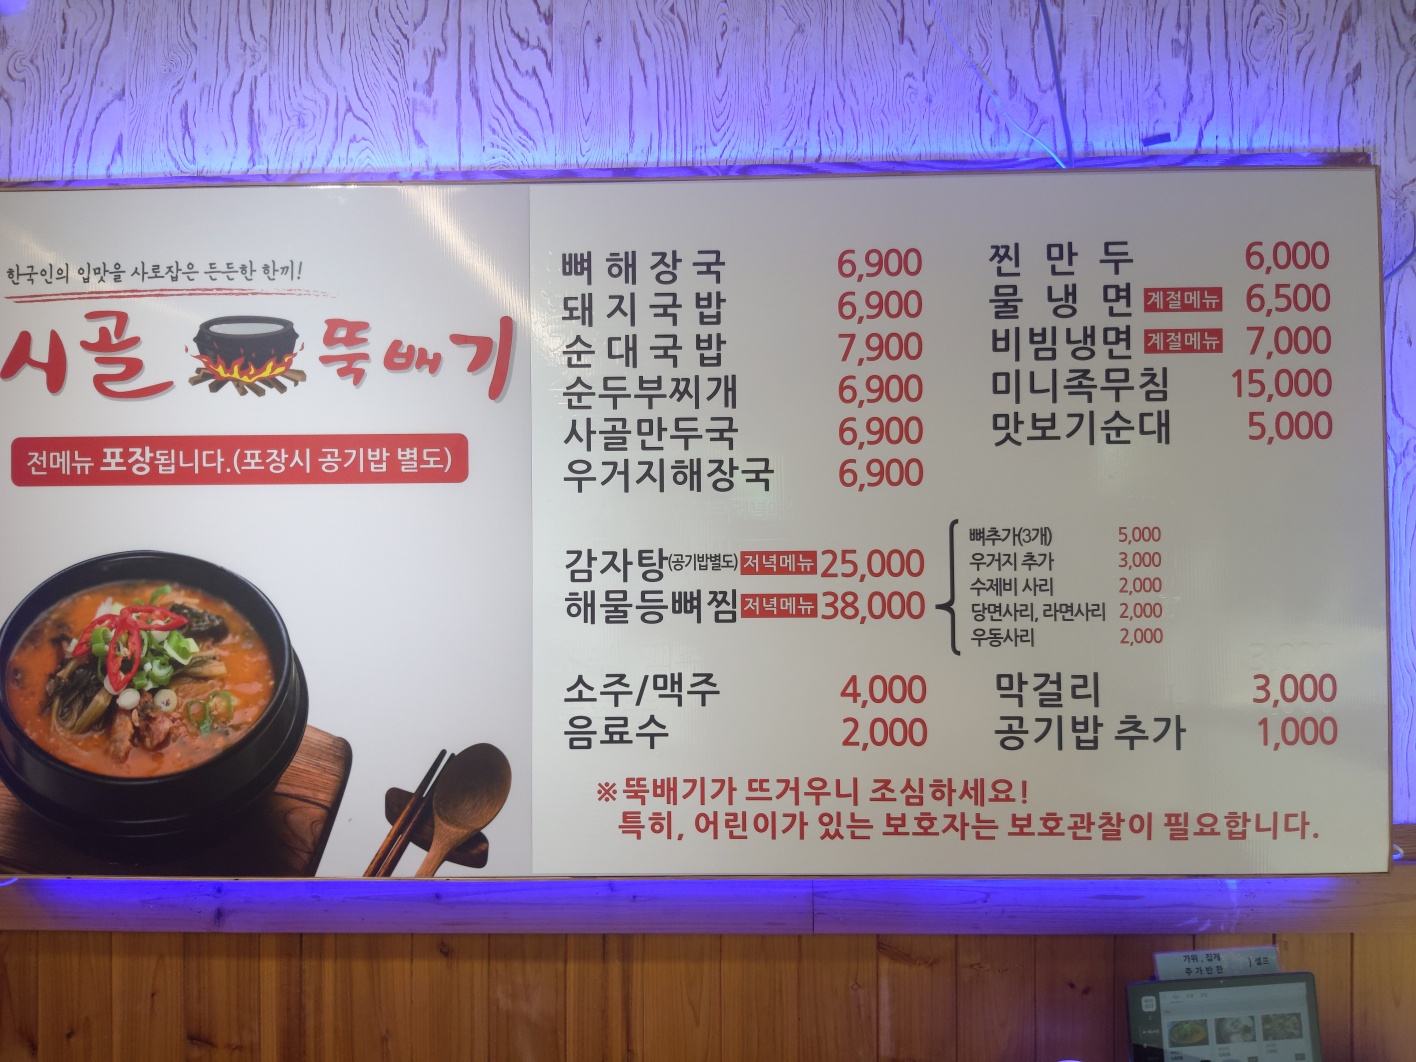 한국인의 입맛을 사로잡은 든든한 한끼!
시골 뚝배기
전메뉴 포장됩니다.(포장시 공기밥 별도)
뼈해장국 6,900
돼지국밥 6,900
순대국밥 7,900
순두부찌개 6,900
사골만두국 6,900
우거지해장국 6,900
찐만두 6,000
물냉면 계절메뉴 6,500
비빔냉면 계절메뉴 7,000
미니족무침 15,000
맛보기순대 5,000
감자탕(공기밥별도) 저녁메뉴 25,000
해물등뼈찜 저녁메뉴 38,000
뼈추가(3개) 5,000
우거지 추가 3,000
수제비 사리 2,000
당면사리, 라면사리 2,000
우동사리 2,000
소주/맥주 4,000
음료수 2,000
막걸리 3,000
공기밥 추가 1,000
※뚝배기가 뜨거우니 조심하세요!
특히, 어린이가 있는 보호자는 보호관찰이 필요합니다.
가위, 집게
주가반찬 ) 셀프